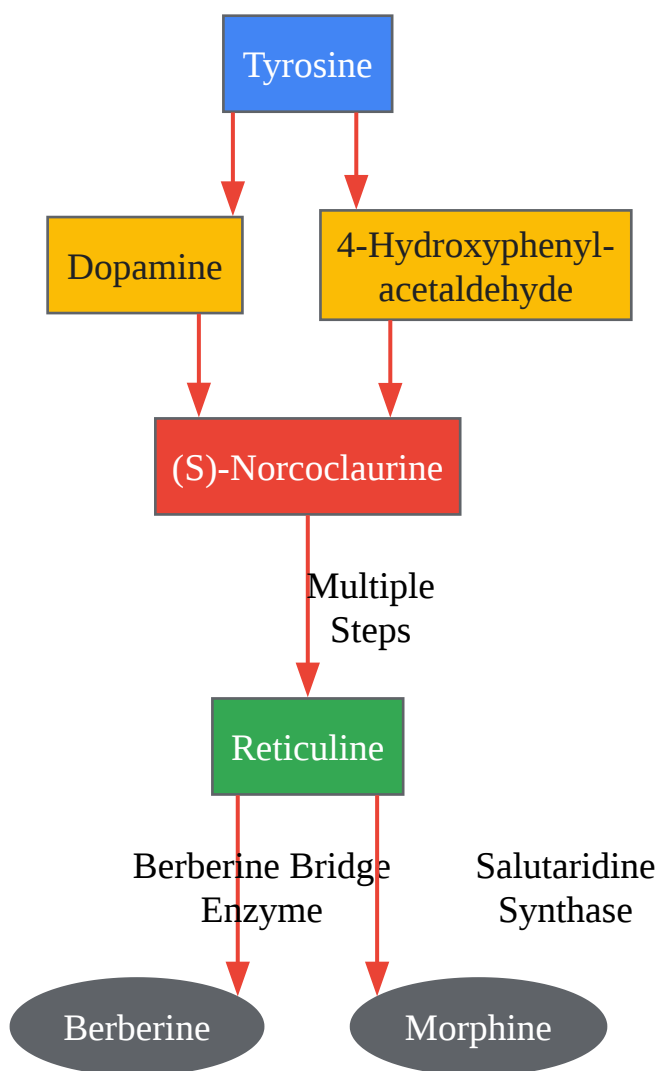 Tyrosine
Dopamine
4-Hydroxyphenyl-
acetaldehyde
(S)-Norcoclaurine
Multiple
Steps
Reticuline
Berberine Bridge
Enzyme
Salutaridine
Synthase
Berberine
Morphine